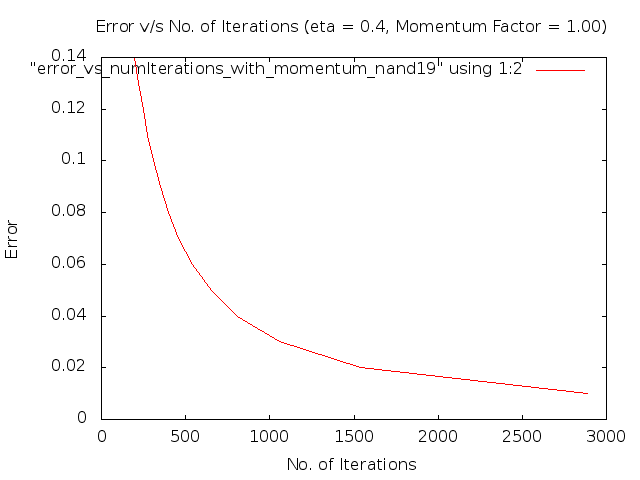 Error v/s No. of Iterations (eta = 0.4, Momentum Factor = 1.00)
0.14
"error_vs_numIterations_with_momentum_nand19" using 1:2
0.12
0.1
0.08
0.06
0.04
0.02
0
Error
0 500 1000 1500 2000 2500 3000
No. of Iterations